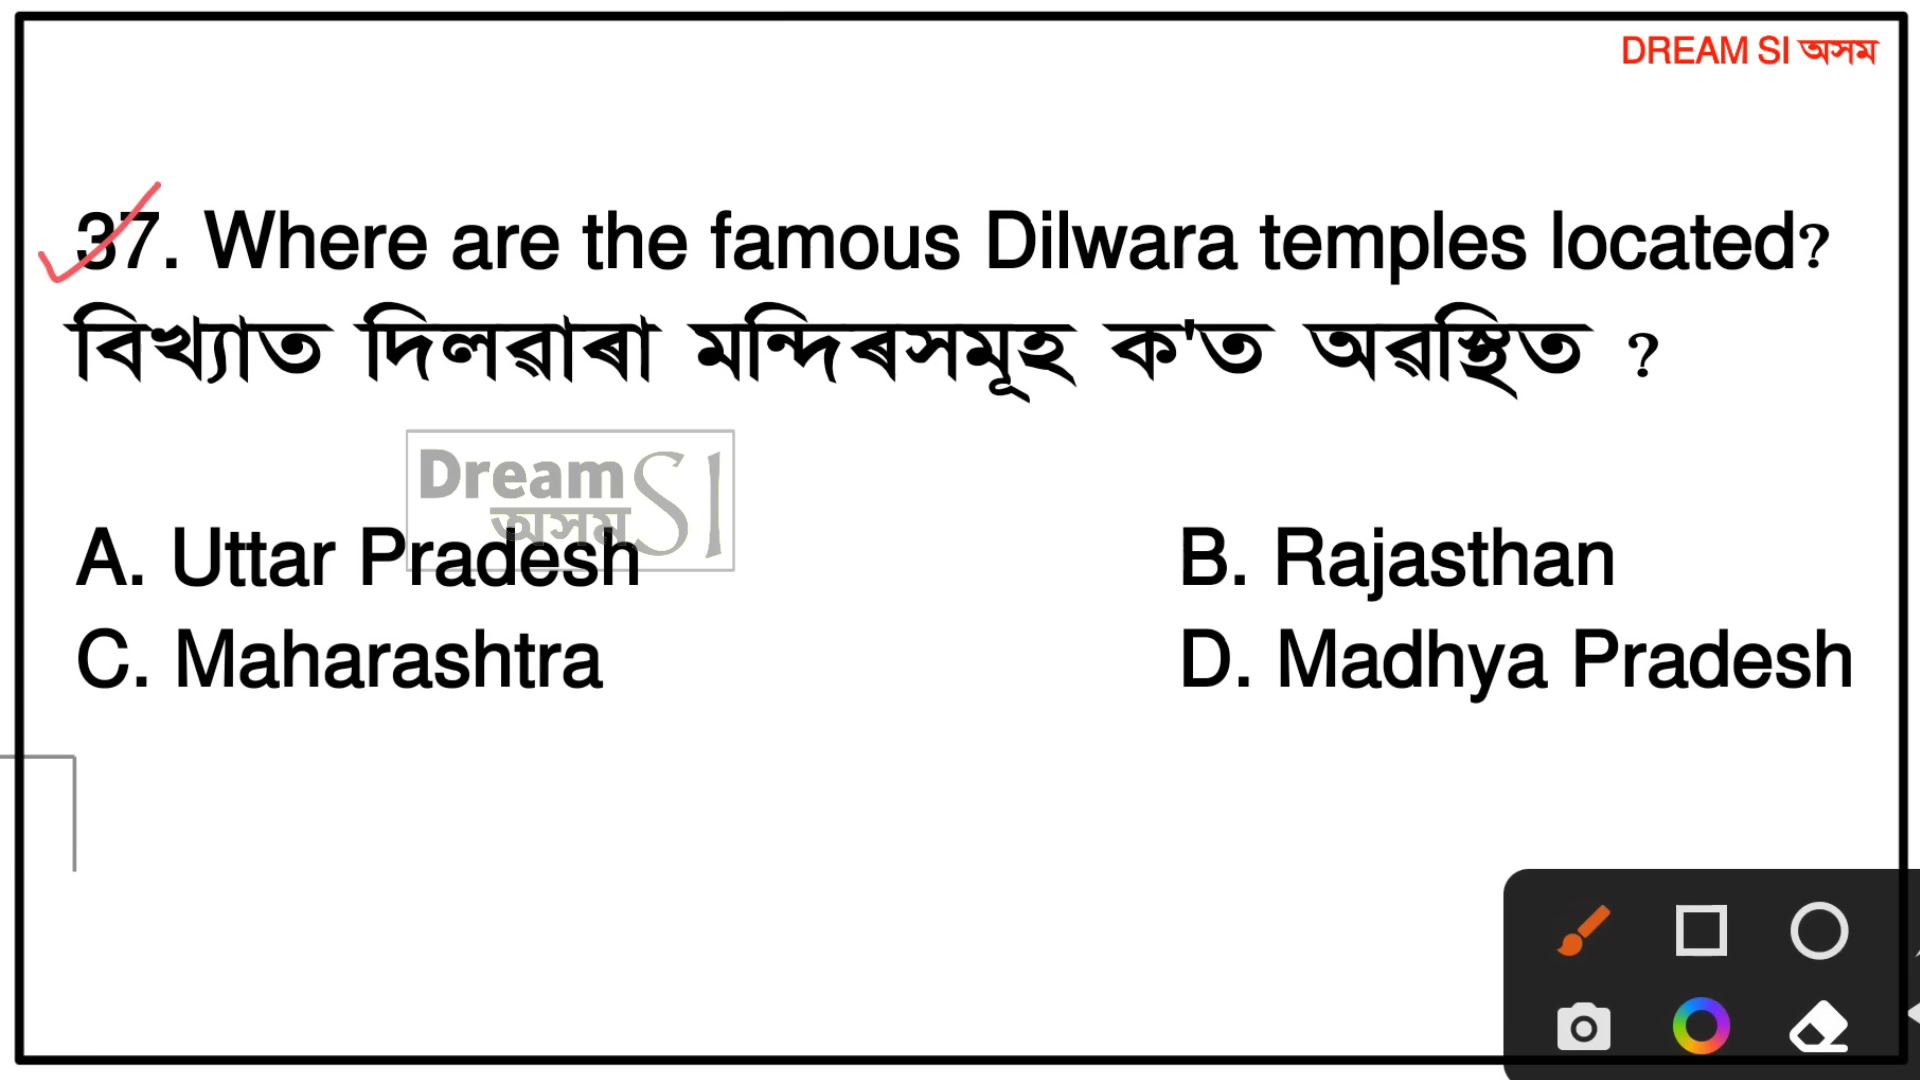 DREAM SI অসম
37. Where are the famous Dilwara temples located?
বিখ্যাত দিলৱাৰা মন্দিৰসমূহ ক'ত অৱস্থিত ?
Dream SI
অসম
A. Uttar Pradesh B. Rajasthan
C. Maharashtra D. Madhya Pradesh